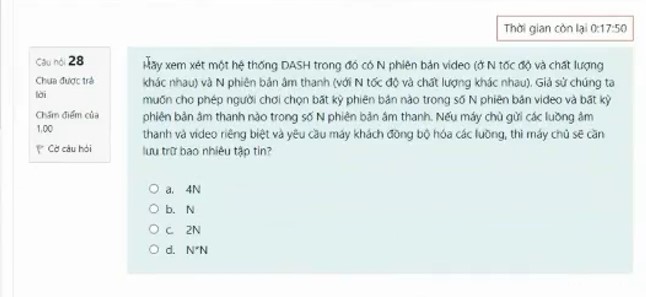 Thời gian còn lại 0:17:50
Câu hỏi 28
Chưa được trả
lời
Chấm điểm của
1,00
Cờ câu hỏi
Hãy xem xét một hệ thống DASH trong đó có N phiên bản video (ở N tốc độ và chất lượng
khác nhau) và N phiên bản âm thanh (với N tốc độ và chất lượng khác nhau). Giả sử chúng ta
muốn cho phép người chơi chọn bất kỳ phiên bản nào trong số N phiên bản video và bất kỳ
phiên bản âm thanh nào trong số N phiên bản âm thanh. Nếu máy chủ gửi các luồng âm
thanh và video riêng biệt và yêu cầu máy khách đồng bộ hóa các luồng, thì máy chủ sẽ cần
lưu trữ bao nhiêu tập tin?
a. 4N
b. N
c. 2N
d. N*N